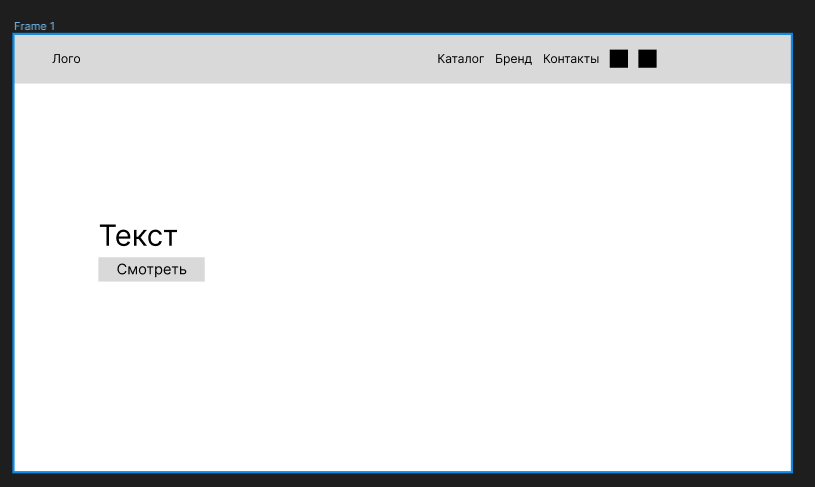 Frame 1
Лого
Каталог Бренд Контакты
Текст
Смотреть